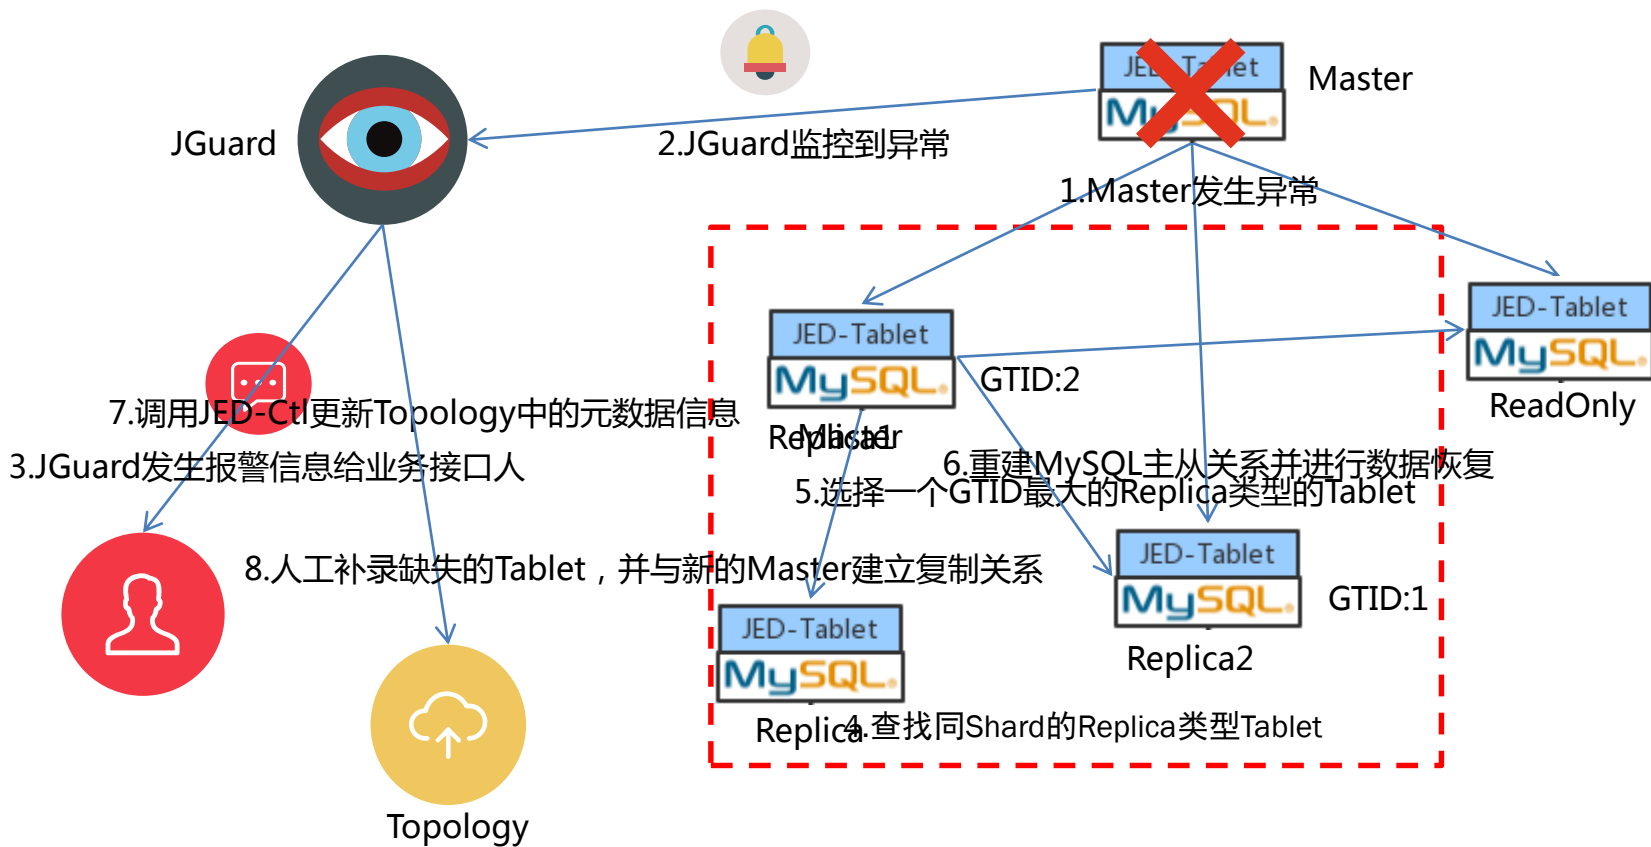 JED-Tablet
MySQL
Master
JGuard
2.JGuard监控到异常
1.Master发生异常
JED-Tablet
MySQL
GTID:2
Replica1
Master
JED-Tablet
MySQL
ReadOnly
7.调用JED-Ctl更新Topology中的元数据信息
3.JGuard发生报警信息给业务接口人
6.重建MySQL主从关系并进行数据恢复
5.选择一个GTID最大的Replica类型的Tablet
8.人工补录缺失的Tablet，并与新的Master建立复制关系
JED-Tablet
MySQL
GTID:1
Replica2
JED-Tablet
MySQL
Replica
4.查找同Shard的Replica类型Tablet
Topology